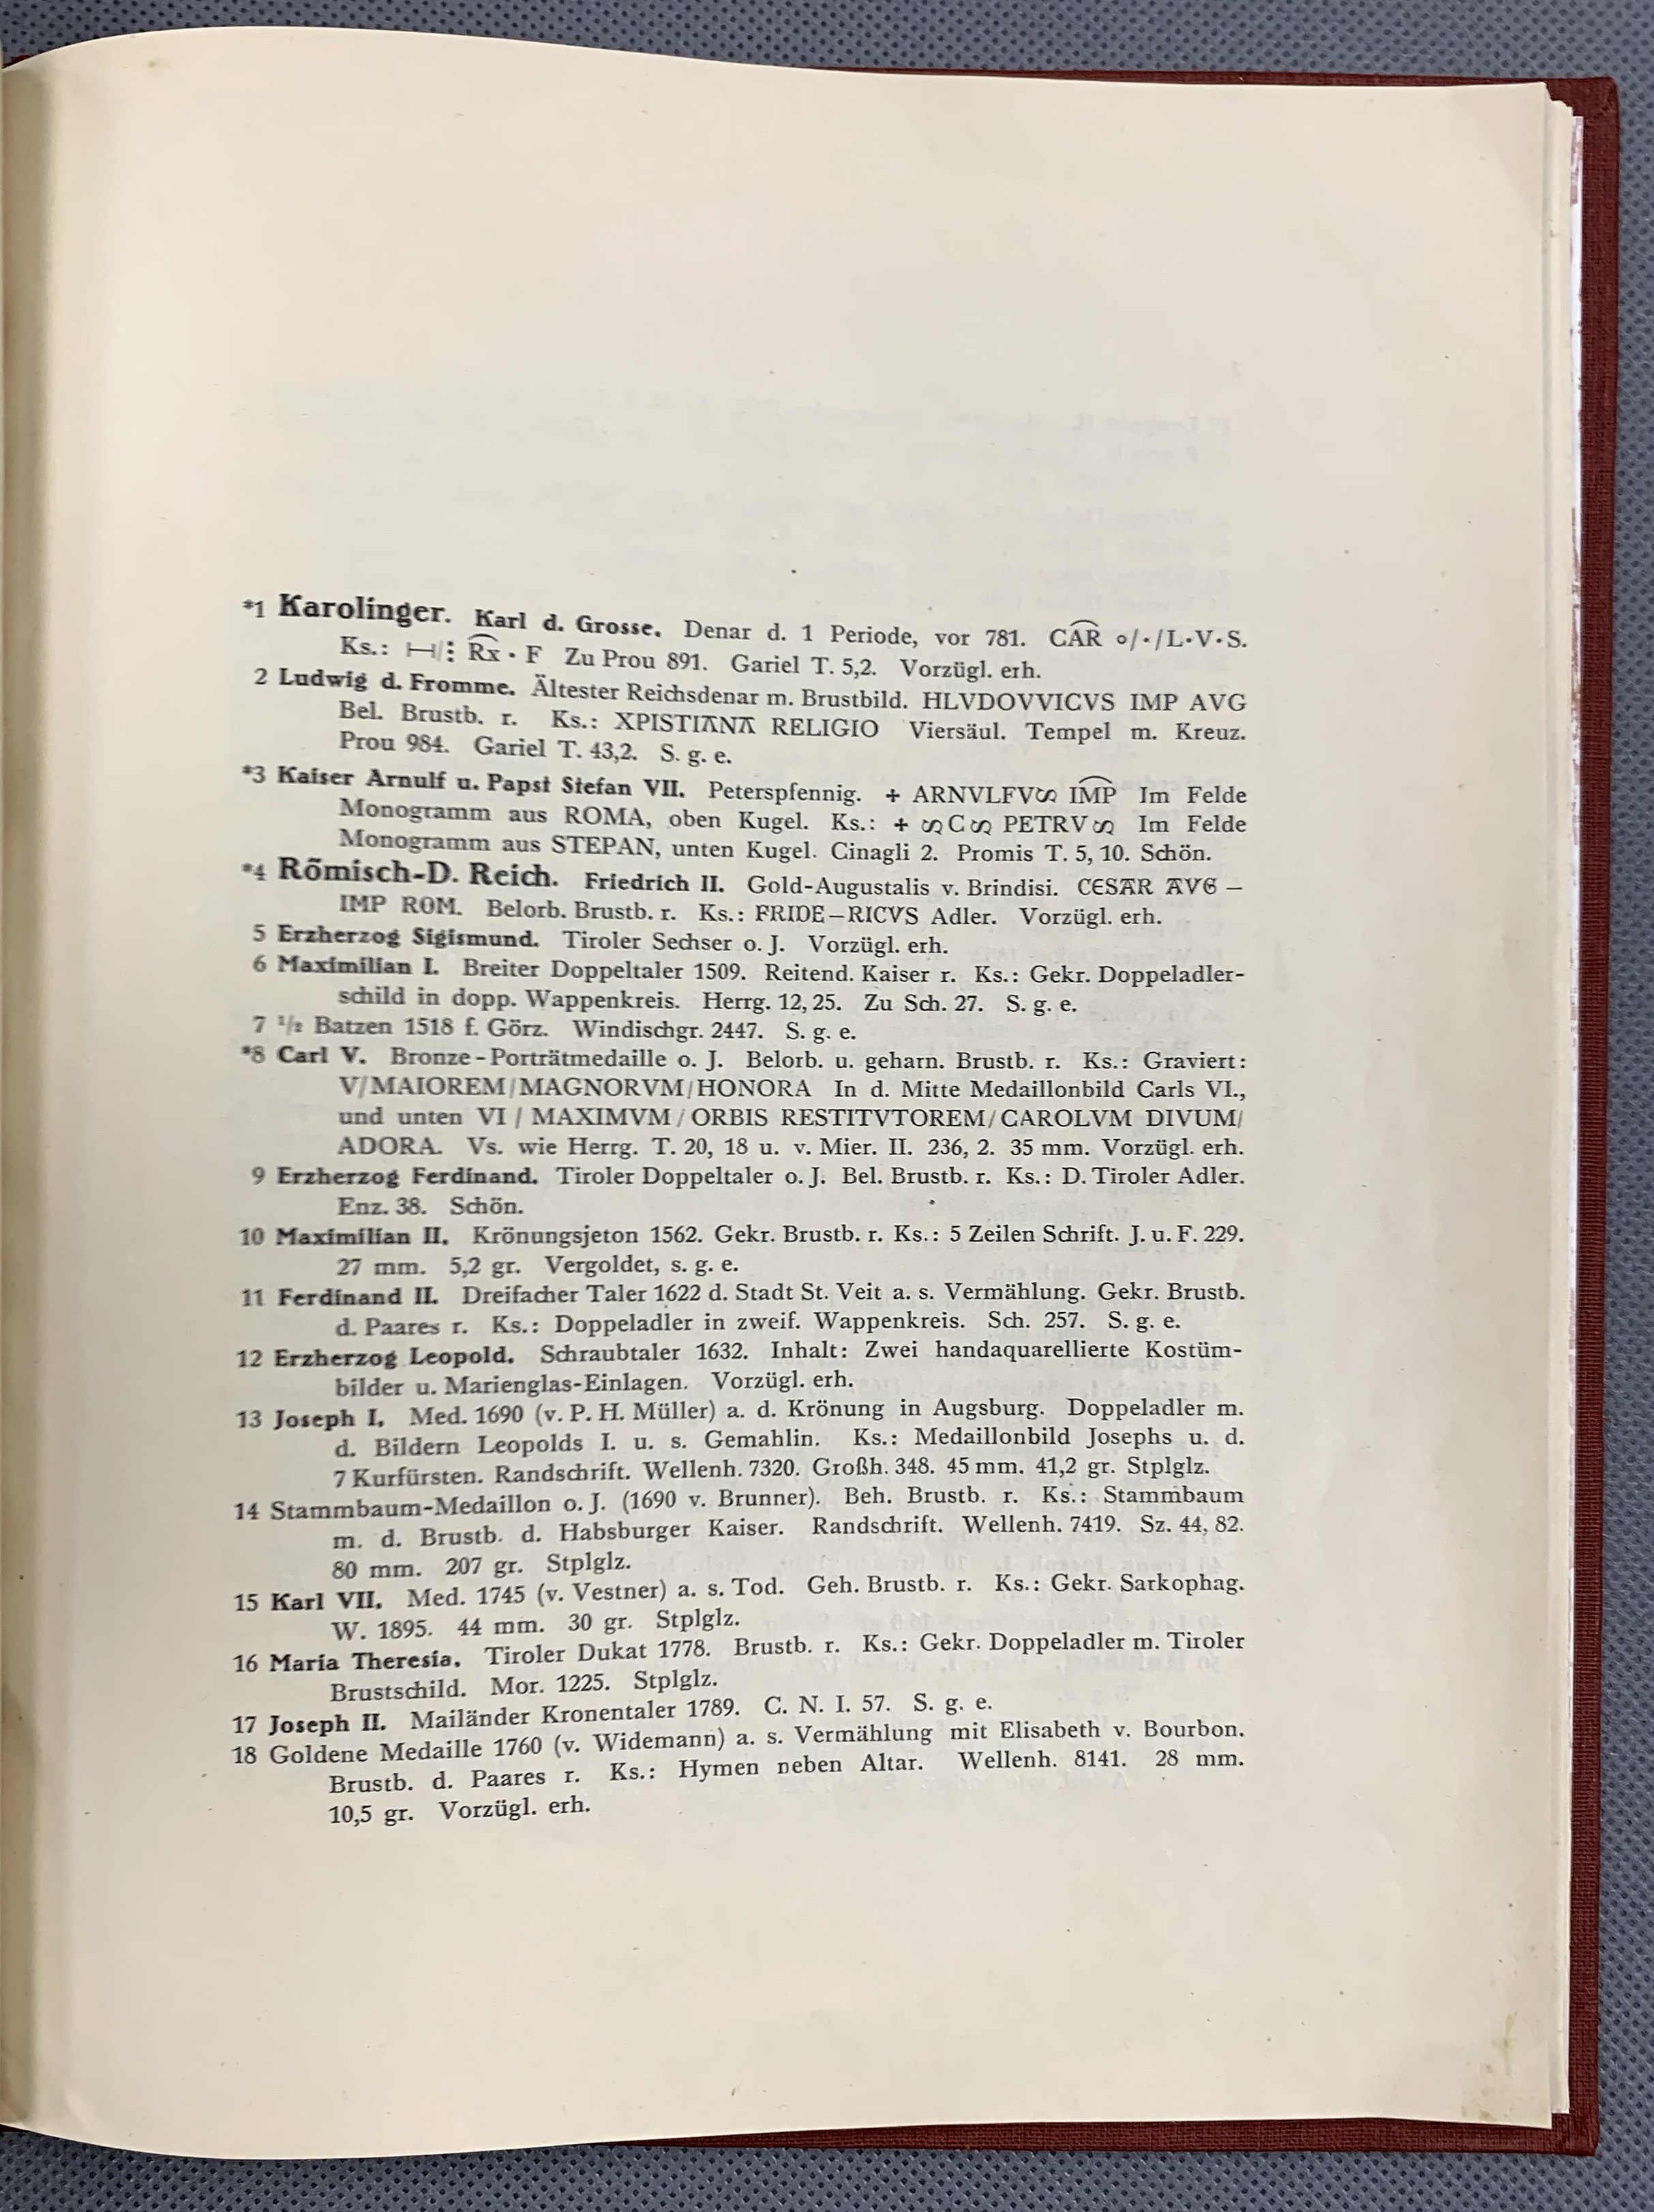 *1 Karolinger. Karl d. Grosse. Denar d. 1 Periode, vor 781. CAR o/·/L·V·S.
Ks.: Rx · F Zu Prou 891. Gariel T. 5,2. Vorzügl. erh.
2 Ludwig d. Fromme. Ältester Reichsdenar m. Brustbild. HLVDOVVICVS IMP AVG
Bel. Brustb. r. Ks.: XPISTIANA RELIGIO Viersäul. Tempel m. Kreuz.
Prou 984. Gariel T. 43,2. S. g. e.
*3 Kaiser Arnulf u. Papst Stefan VII. Peterspfennig. + ARNVLFVᔕ IMP Im Felde
Monogramm aus ROMA, oben Kugel. Ks.: + ᔕCᔕ PETRVᔕ Im Felde
Monogramm aus STEPAN, unten Kugel. Cinagli 2. Promis T. 5, 10. Schön.
*4 Römisch-D. Reich. Friedrich II. Gold-Augustalis v. Brindisi. CESAR AVG –
IMP ROM. Belorb. Brustb. r. Ks.: FRIDE–RICVS Adler. Vorzügl. erh.
5 Erzherzog Sigismund. Tiroler Sechser o. J. Vorzügl. erh.
6 Maximilian I. Breiter Doppeltaler 1509. Reitend. Kaiser r. Ks.: Gekr. Doppeladler-
schild in dopp. Wappenkreis. Herrg. 12, 25. Zu Sch. 27. S. g. e.
7 1/2 Batzen 1518 f. Görz. Windischgr. 2447. S. g. e.
*8 Carl V. Bronze-Porträtmedaille o. J. Belorb. u. geharn. Brustb. r. Ks.: Graviert:
V/MAIOREM/MAGNORVM/HONORA In d. Mitte Medaillonbild Carls VI.,
und unten VI / MAXIMVM / ORBIS RESTITVTOREM/CAROLVM DIVUM/
ADORA. Vs. wie Herrg. T. 20, 18 u. v. Mier. II. 236, 2. 35 mm. Vorzügl. erh.
9 Erzherzog Ferdinand. Tiroler Doppeltaler o. J. Bel. Brustb. r. Ks.: D. Tiroler Adler.
Enz. 38. Schön.
10 Maximilian II. Krönungsjeton 1562. Gekr. Brustb. r. Ks.: 5 Zeilen Schrift. J. u. F. 229.
27 mm. 5,2 gr. Vergoldet, s. g. e.
11 Ferdinand II. Dreifacher Taler 1622 d. Stadt St. Veit a. s. Vermählung. Gekr. Brustb.
d. Paares r. Ks.: Doppeladler in zweif. Wappenkreis. Sch. 257. S. g. e.
12 Erzherzog Leopold. Schraubtaler 1632. Inhalt: Zwei handaquarellierte Kostüm-
bilder u. Marienglas-Einlagen. Vorzügl. erh.
13 Joseph I. Med. 1690 (v. P. H. Müller) a. d. Krönung in Augsburg. Doppeladler m.
d. Bildern Leopolds I. u. s. Gemahlin. Ks.: Medaillonbild Josephs u. d.
7 Kurfürsten. Randschrift. Wellenh. 7320. Großh. 348. 45 mm. 41,2 gr. Stplglz.
14 Stammbaum-Medaillon o. J. (1690 v. Brunner). Beh. Brustb. r. Ks.: Stammbaum
m. d. Brustb. d. Habsburger Kaiser. Randschrift. Wellenh. 7419. Sz. 44, 82.
80 mm. 207 gr. Stplglz.
15 Karl VII. Med. 1745 (v. Vestner) a. s. Tod. Geh. Brustb. r. Ks.: Gekr. Sarkophag.
W. 1895. 44 mm. 30 gr. Stplglz.
16 Maria Theresia. Tiroler Dukat 1778. Brustb. r. Ks.: Gekr. Doppeladler m. Tiroler
Brustschild. Mor. 1225. Stplglz.
17 Joseph II. Mailänder Kronentaler 1789. C. N. I. 57. S. g. e.
18 Goldene Medaille 1760 (v. Widemann) a. s. Vermählung mit Elisabeth v. Bourbon.
Brustb. d. Paares r. Ks.: Hymen neben Altar. Wellenh. 8141. 28 mm.
10,5 gr. Vorzügl. erh.